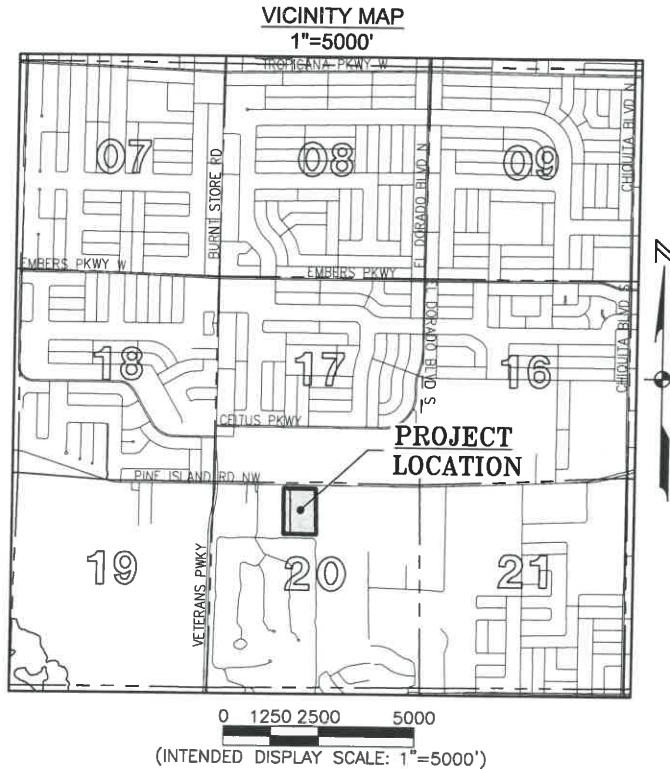 VICINITY MAP
1"=5000'
TROPICANA PKWY W
07
08
09
BURNT STORE RD
EL DORADO BLVD N
CHIQUITA BLVD N
EMBERS PKWY W
EMBERS PKWY
N
18
17
16
EL DORADO BLVD S
CHIQUITA BLVD S
CEITUS PKWY
PROJECT
LOCATION
PINE ISLAND RD NW
19
20
21
VETERANS PWKY
0 1250 2500 5000
(INTENDED DISPLAY SCALE: 1"=5000')